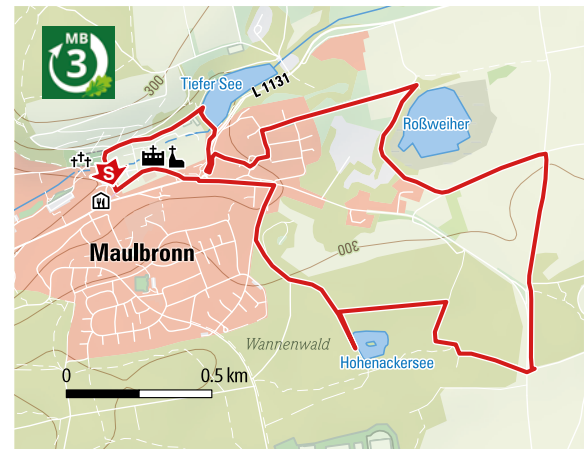 MB
3
300
Tiefer See
L 1131
Roßweiher
S
Maulbronn
300
Wannenwald
Hohenackersee
0
0.5 km